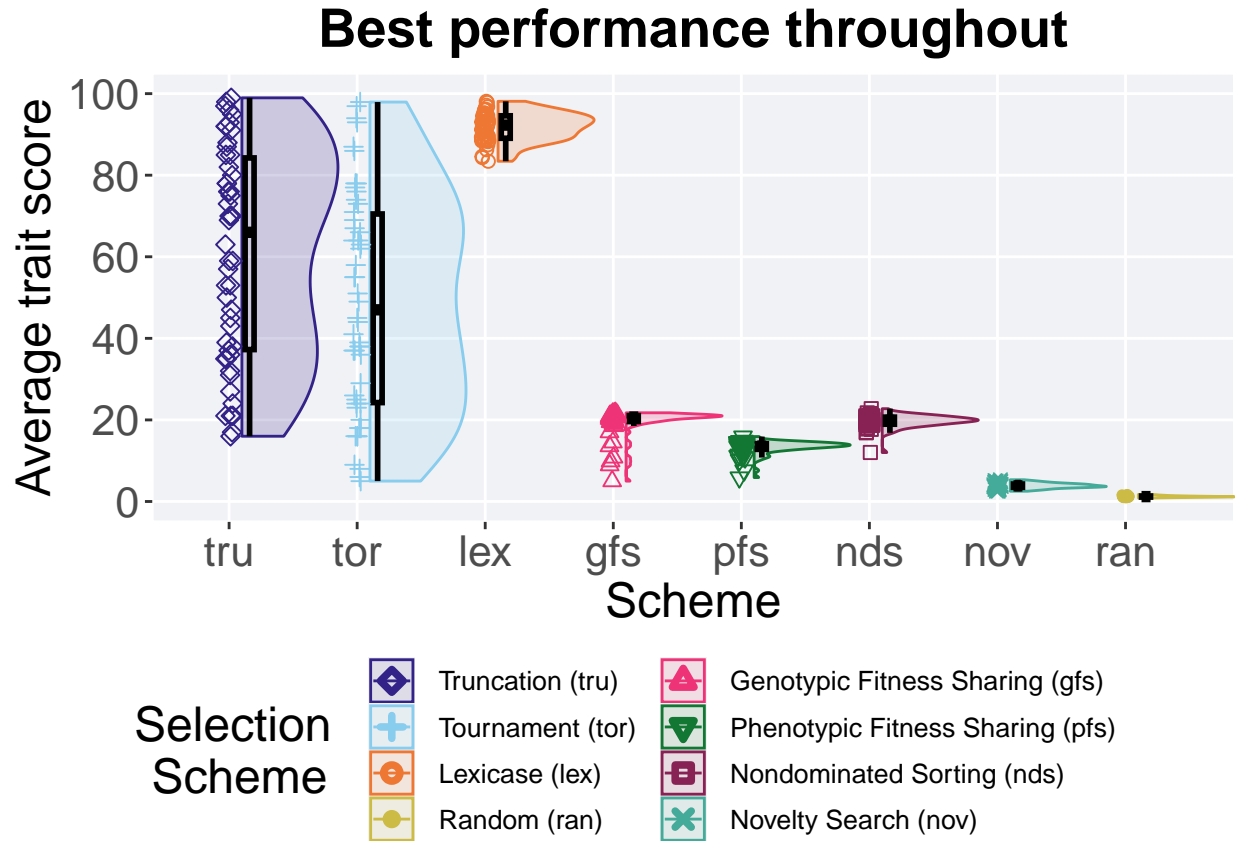 Best performance throughout
Average trait score
100
80
60
40
20
0
tru tor lex gfs pfs nds nov ran
Scheme
Selection
Scheme
Truncation (tru)
Tournament (tor)
Lexicase (lex)
Random (ran)
Genotypic Fitness Sharing (gfs)
Phenotypic Fitness Sharing (pfs)
Nondominated Sorting (nds)
Novelty Search (nov)